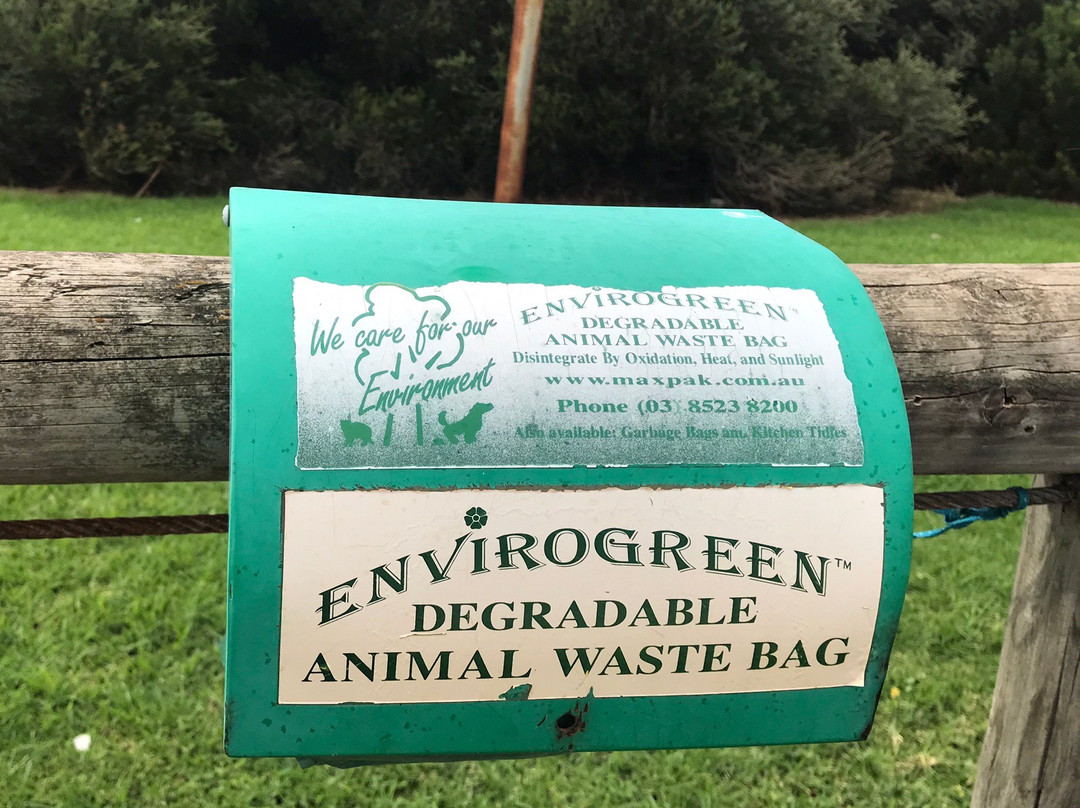 We care for our
Environment
ENVIROGREEN
DEGRADABLE
ANIMAL WASTE BAG
Disintegrate By Oxidation, Heat, and Sunlight
www.maxpak.com.au
Phone (03) 8523 8200
Also available: Garbage Bags and Kitchen Tidies
ENVIROGREEN™
DEGRADABLE
ANIMAL WASTE BAG